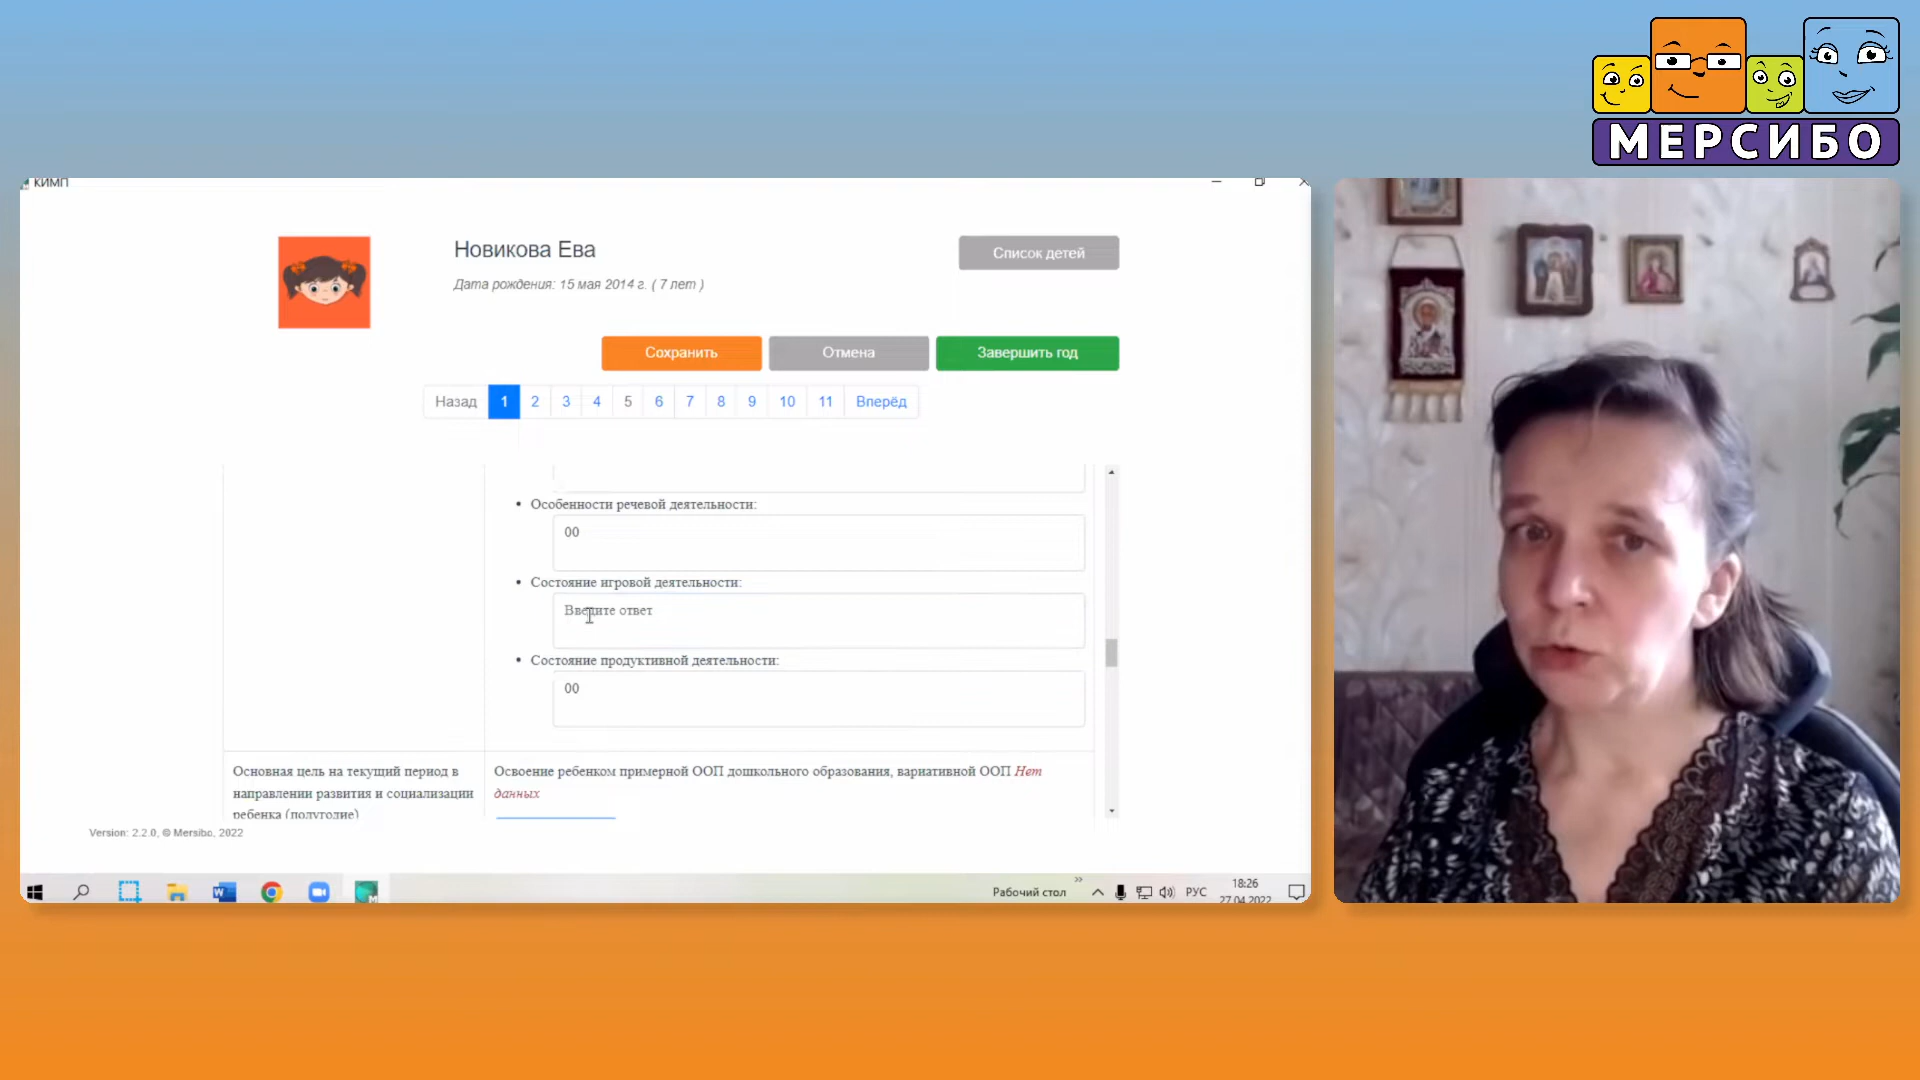 МЕРСИБО
КИМП
Новикова Ева
Дата рождения: 15 мая 2014 г. ( 7 лет )
Список детей
Сохранить
Отмена
Завершить год
Назад 1 2 3 4 5 6 7 8 9 10 11 Вперёд
• Особенности речевой деятельности:
00
• Состояние игровой деятельности:
Введите ответ
• Состояние продуктивной деятельности:
00
Основная цель на текущий период в
направлении развития и социализации
ребенка (полугодие)
Освоение ребенком примерной ООП дошкольного образования, вариативной ООП Нет
данных
Version: 2.2.0, © Mersibo, 2022
Рабочий стол
РУС
18:26
27.04.2022